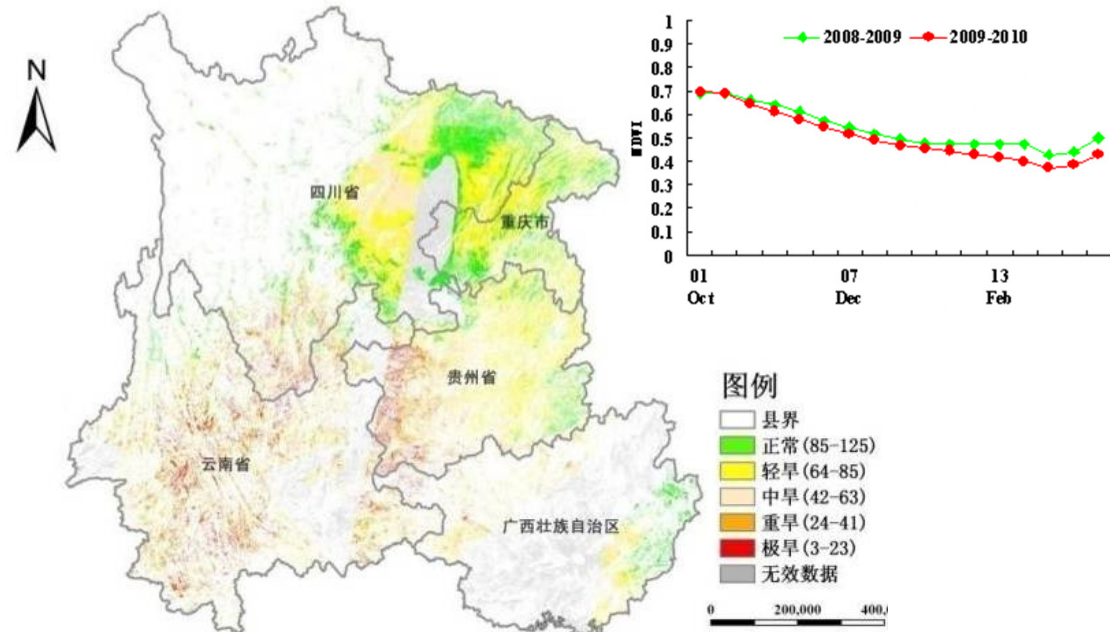 N
四川省
重庆市
贵州省
云南省
广西壮族自治区
2008-2009 2009-2010
NDVI
1
0.9
0.8
0.7
0.6
0.5
0.4
0.3
0.2
0.1
0
01 07 13
Oct Dec Feb
图例
县界
正常(85-125)
轻旱(64-85)
中旱(42-63)
重旱(24-41)
极旱(3-23)
无效数据
0 200,000 400,